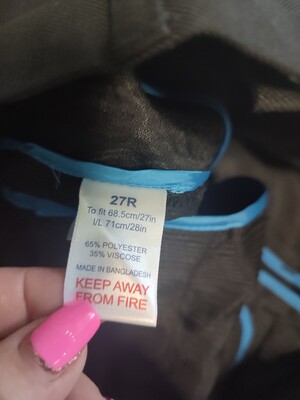 27R
To fit 68.5cm/27in
I/L 71cm/28in
65% POLYESTER
35% VISCOSE
MADE IN BANGLADESH
KEEP AWAY
FROM FIRE